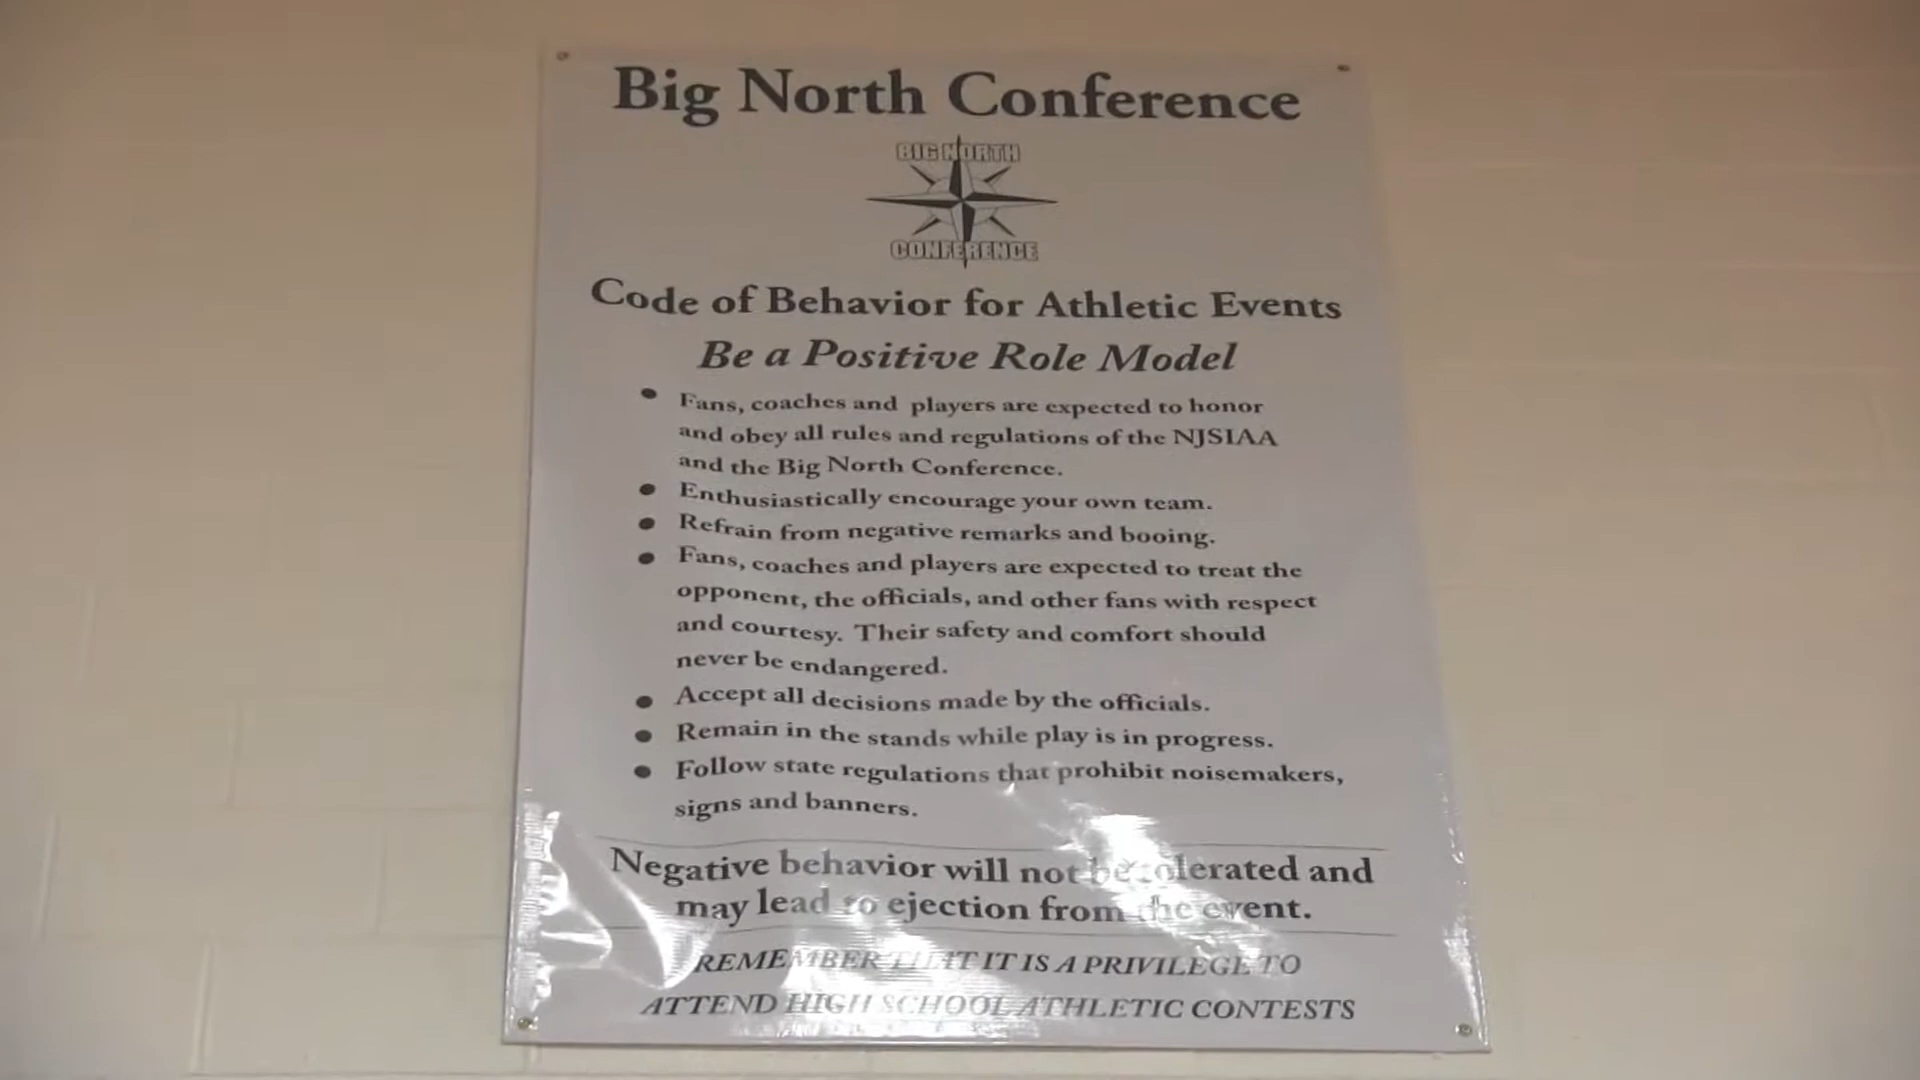 Big North Conference
BIG NORTH
CONFERENCE
Code of Behavior for Athletic Events
Be a Positive Role Model
• Fans, coaches and players are expected to honor
and obey all rules and regulations of the NJSIAA
and the Big North Conference.
• Enthusiastically encourage your own team.
• Refrain from negative remarks and booing.
• Fans, coaches and players are expected to treat the
opponent, the officials, and other fans with respect
and courtesy. Their safety and comfort should
never be endangered.
• Accept all decisions made by the officials.
• Remain in the stands while play is in progress.
• Follow state regulations that prohibit noisemakers,
signs and banners.
Negative behavior will not be tolerated and
may lead to ejection from the event.
REMEMBER THAT IT IS A PRIVILEGE TO
ATTEND HIGH SCHOOL ATHLETIC CONTESTS